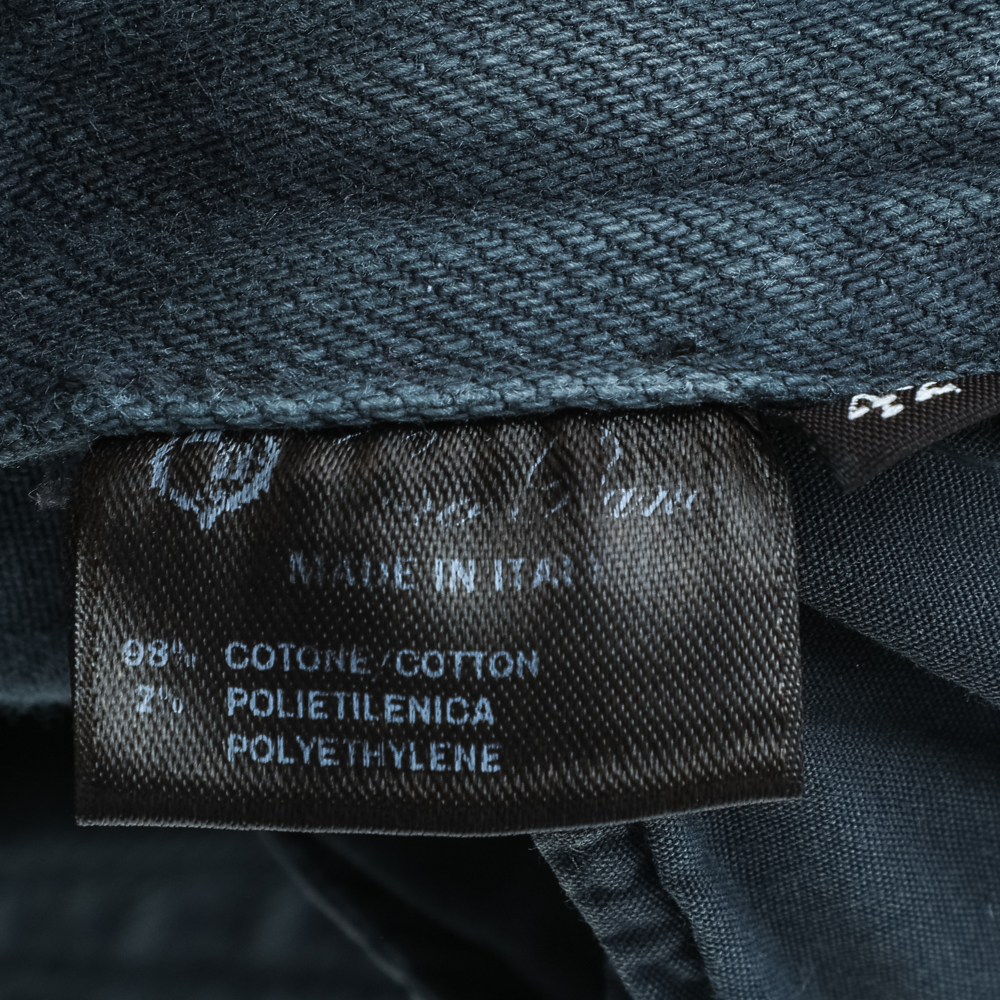 MADE IN ITALY
98% COTONE/COTTON
2% POLIETILENICA
POLYETHYLENE